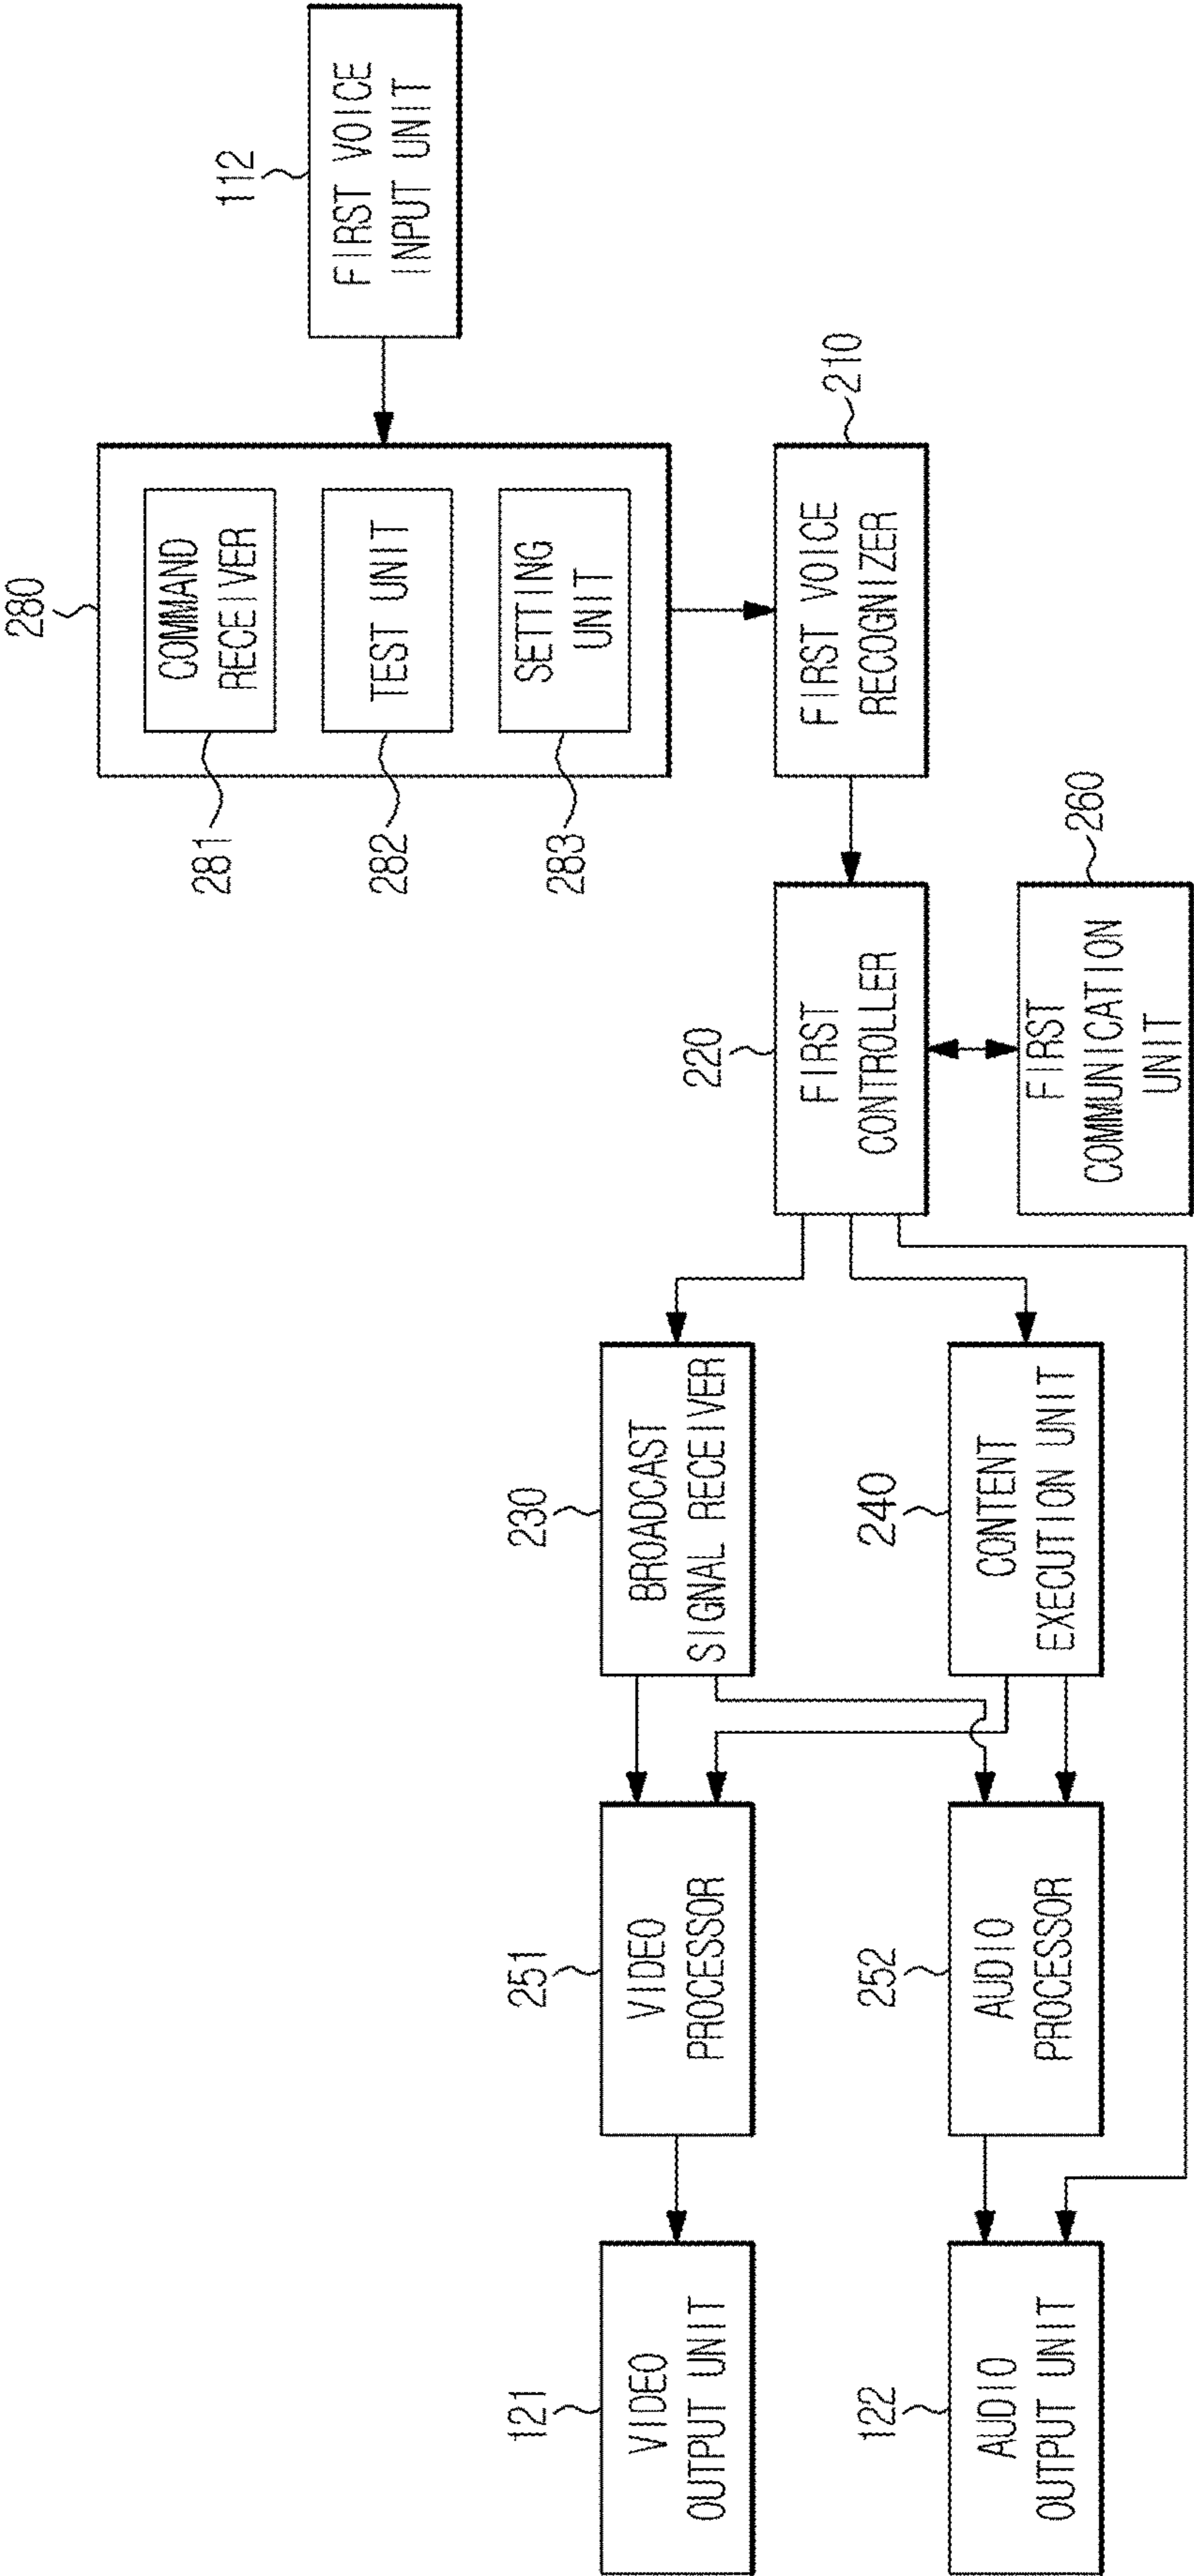 112
FIRST VOICE
INPUT UNIT
280
COMMAND
RECEIVER
281
TEST UNIT
282
SETTING
UNIT
283
210
FIRST VOICE
RECOGNIZER
220
FIRST
CONTROLLER
260
FIRST
COMMUNICATION
UNIT
230
BROADCAST
SIGNAL RECEIVER
240
CONTENT
EXECUTION UNIT
251
VIDEO
PROCESSOR
252
AUDIO
PROCESSOR
121
VIDEO
OUTPUT UNIT
122
AUDIO
OUTPUT UNIT